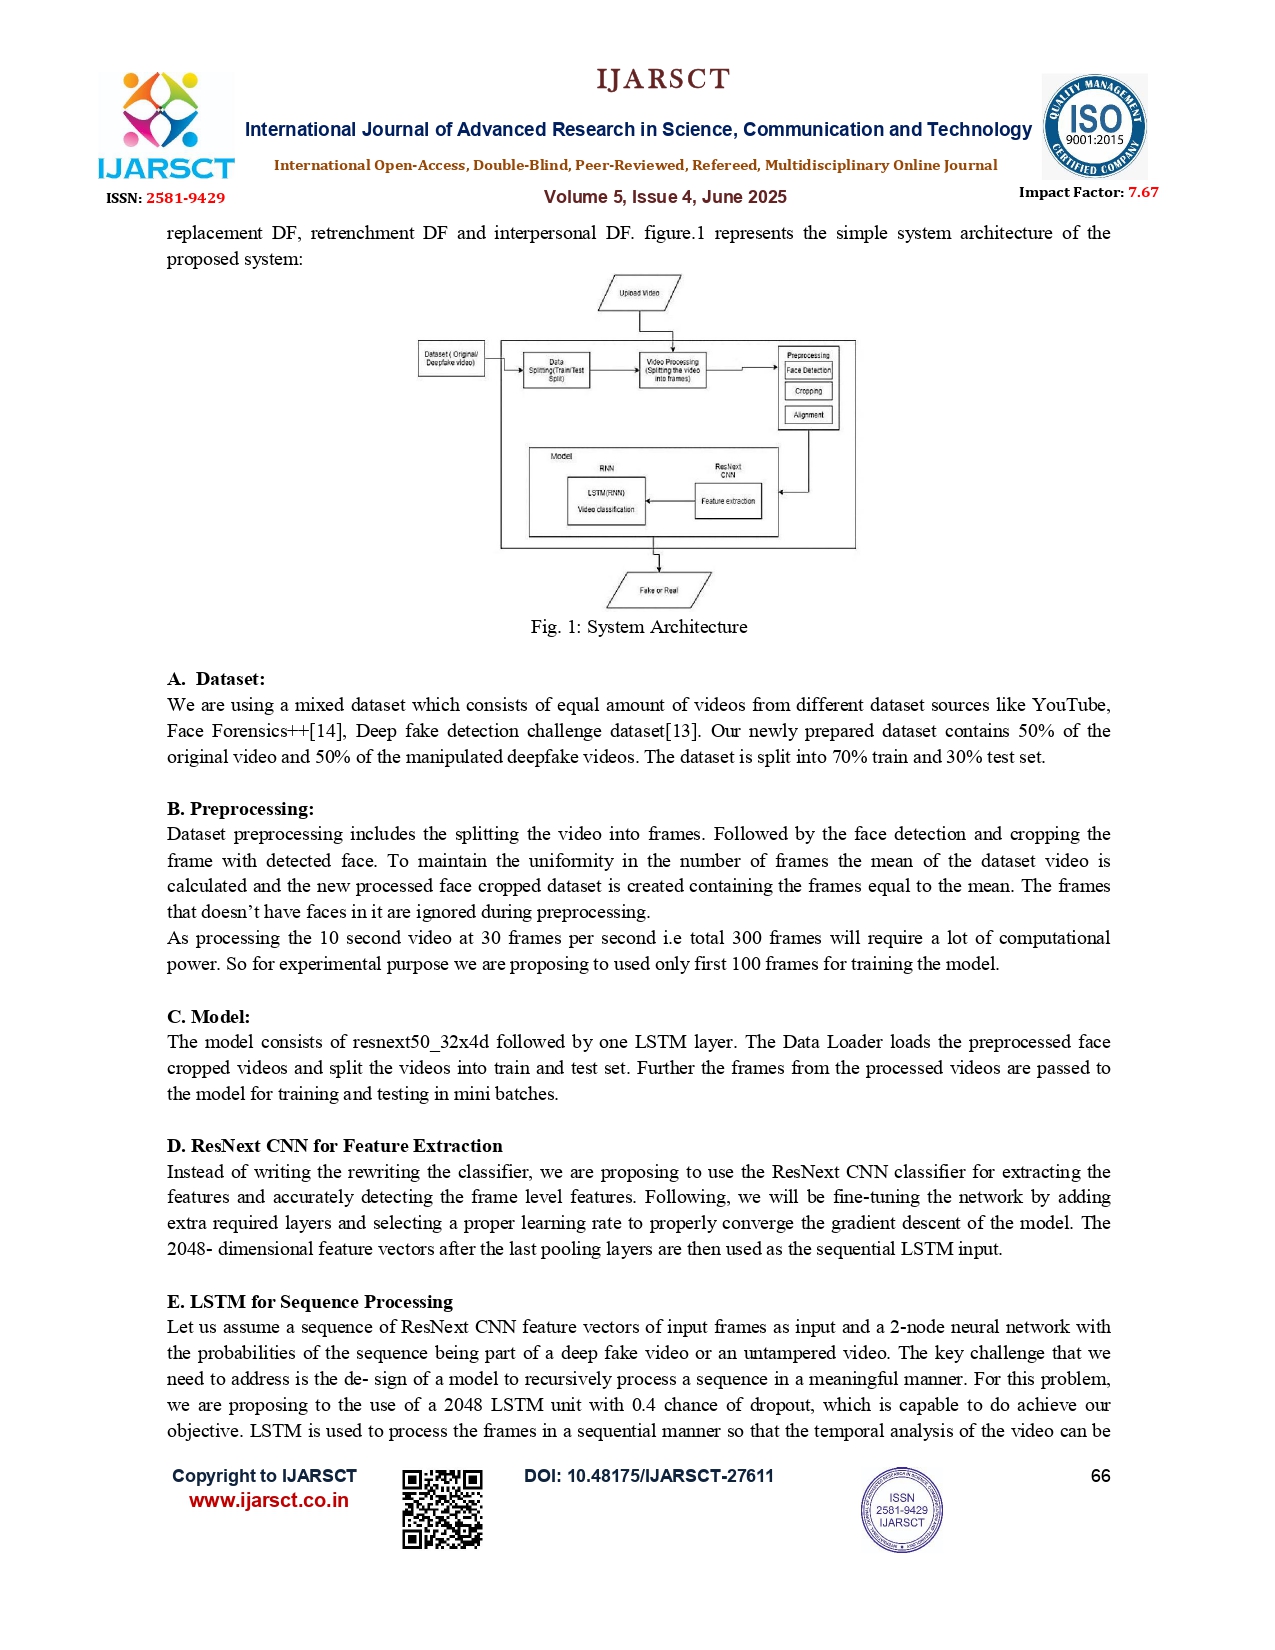 IJARSCT
International Journal of Advanced Research in Science, Communication and Technology
International Open-Access, Double-Blind, Peer-Reviewed, Refereed, Multidisciplinary Online Journal
IJARSCT
ISSN: 2581-9429
Volume 5, Issue 4, June 2025
QUALITY MANAGEMENT
ISO
9001:2015
CERTIFIED COMPANY
Impact Factor: 7.67
replacement DF, retrenchment DF and interpersonal DF. figure.1 represents the simple system architecture of the
proposed system:
Upload Video
Dataset ( Original/
Deepfake video)
Data
Splitting(Train/Test
Split)
Video Processing
(Splitting the video
into frames)
Preprocessing
Face Detection
Cropping
Alignment
Model
RNN
LSTM(RNN)
Video classification
ResNext
CNN
Feature extraction
Fake or Real
Fig. 1: System Architecture
A. Dataset:
We are using a mixed dataset which consists of equal amount of videos from different dataset sources like YouTube,
Face Forensics++[14], Deep fake detection challenge dataset[13]. Our newly prepared dataset contains 50% of the
original video and 50% of the manipulated deepfake videos. The dataset is split into 70% train and 30% test set.
B. Preprocessing:
Dataset preprocessing includes the splitting the video into frames. Followed by the face detection and cropping the
frame with detected face. To maintain the uniformity in the number of frames the mean of the dataset video is
calculated and the new processed face cropped dataset is created containing the frames equal to the mean. The frames
that doesn’t have faces in it are ignored during preprocessing.
As processing the 10 second video at 30 frames per second i.e total 300 frames will require a lot of computational
power. So for experimental purpose we are proposing to used only first 100 frames for training the model.
C. Model:
The model consists of resnext50_32x4d followed by one LSTM layer. The Data Loader loads the preprocessed face
cropped videos and split the videos into train and test set. Further the frames from the processed videos are passed to
the model for training and testing in mini batches.
D. ResNext CNN for Feature Extraction
Instead of writing the rewriting the classifier, we are proposing to use the ResNext CNN classifier for extracting the
features and accurately detecting the frame level features. Following, we will be fine-tuning the network by adding
extra required layers and selecting a proper learning rate to properly converge the gradient descent of the model. The
2048- dimensional feature vectors after the last pooling layers are then used as the sequential LSTM input.
E. LSTM for Sequence Processing
Let us assume a sequence of ResNext CNN feature vectors of input frames as input and a 2-node neural network with
the probabilities of the sequence being part of a deep fake video or an untampered video. The key challenge that we
need to address is the de- sign of a model to recursively process a sequence in a meaningful manner. For this problem,
we are proposing to the use of a 2048 LSTM unit with 0.4 chance of dropout, which is capable to do achieve our
objective. LSTM is used to process the frames in a sequential manner so that the temporal analysis of the video can be
Copyright to IJARSCT
www.ijarsct.co.in
DOI: 10.48175/IJARSCT-27611
ISSN
2581-9429
IJARSCT
66